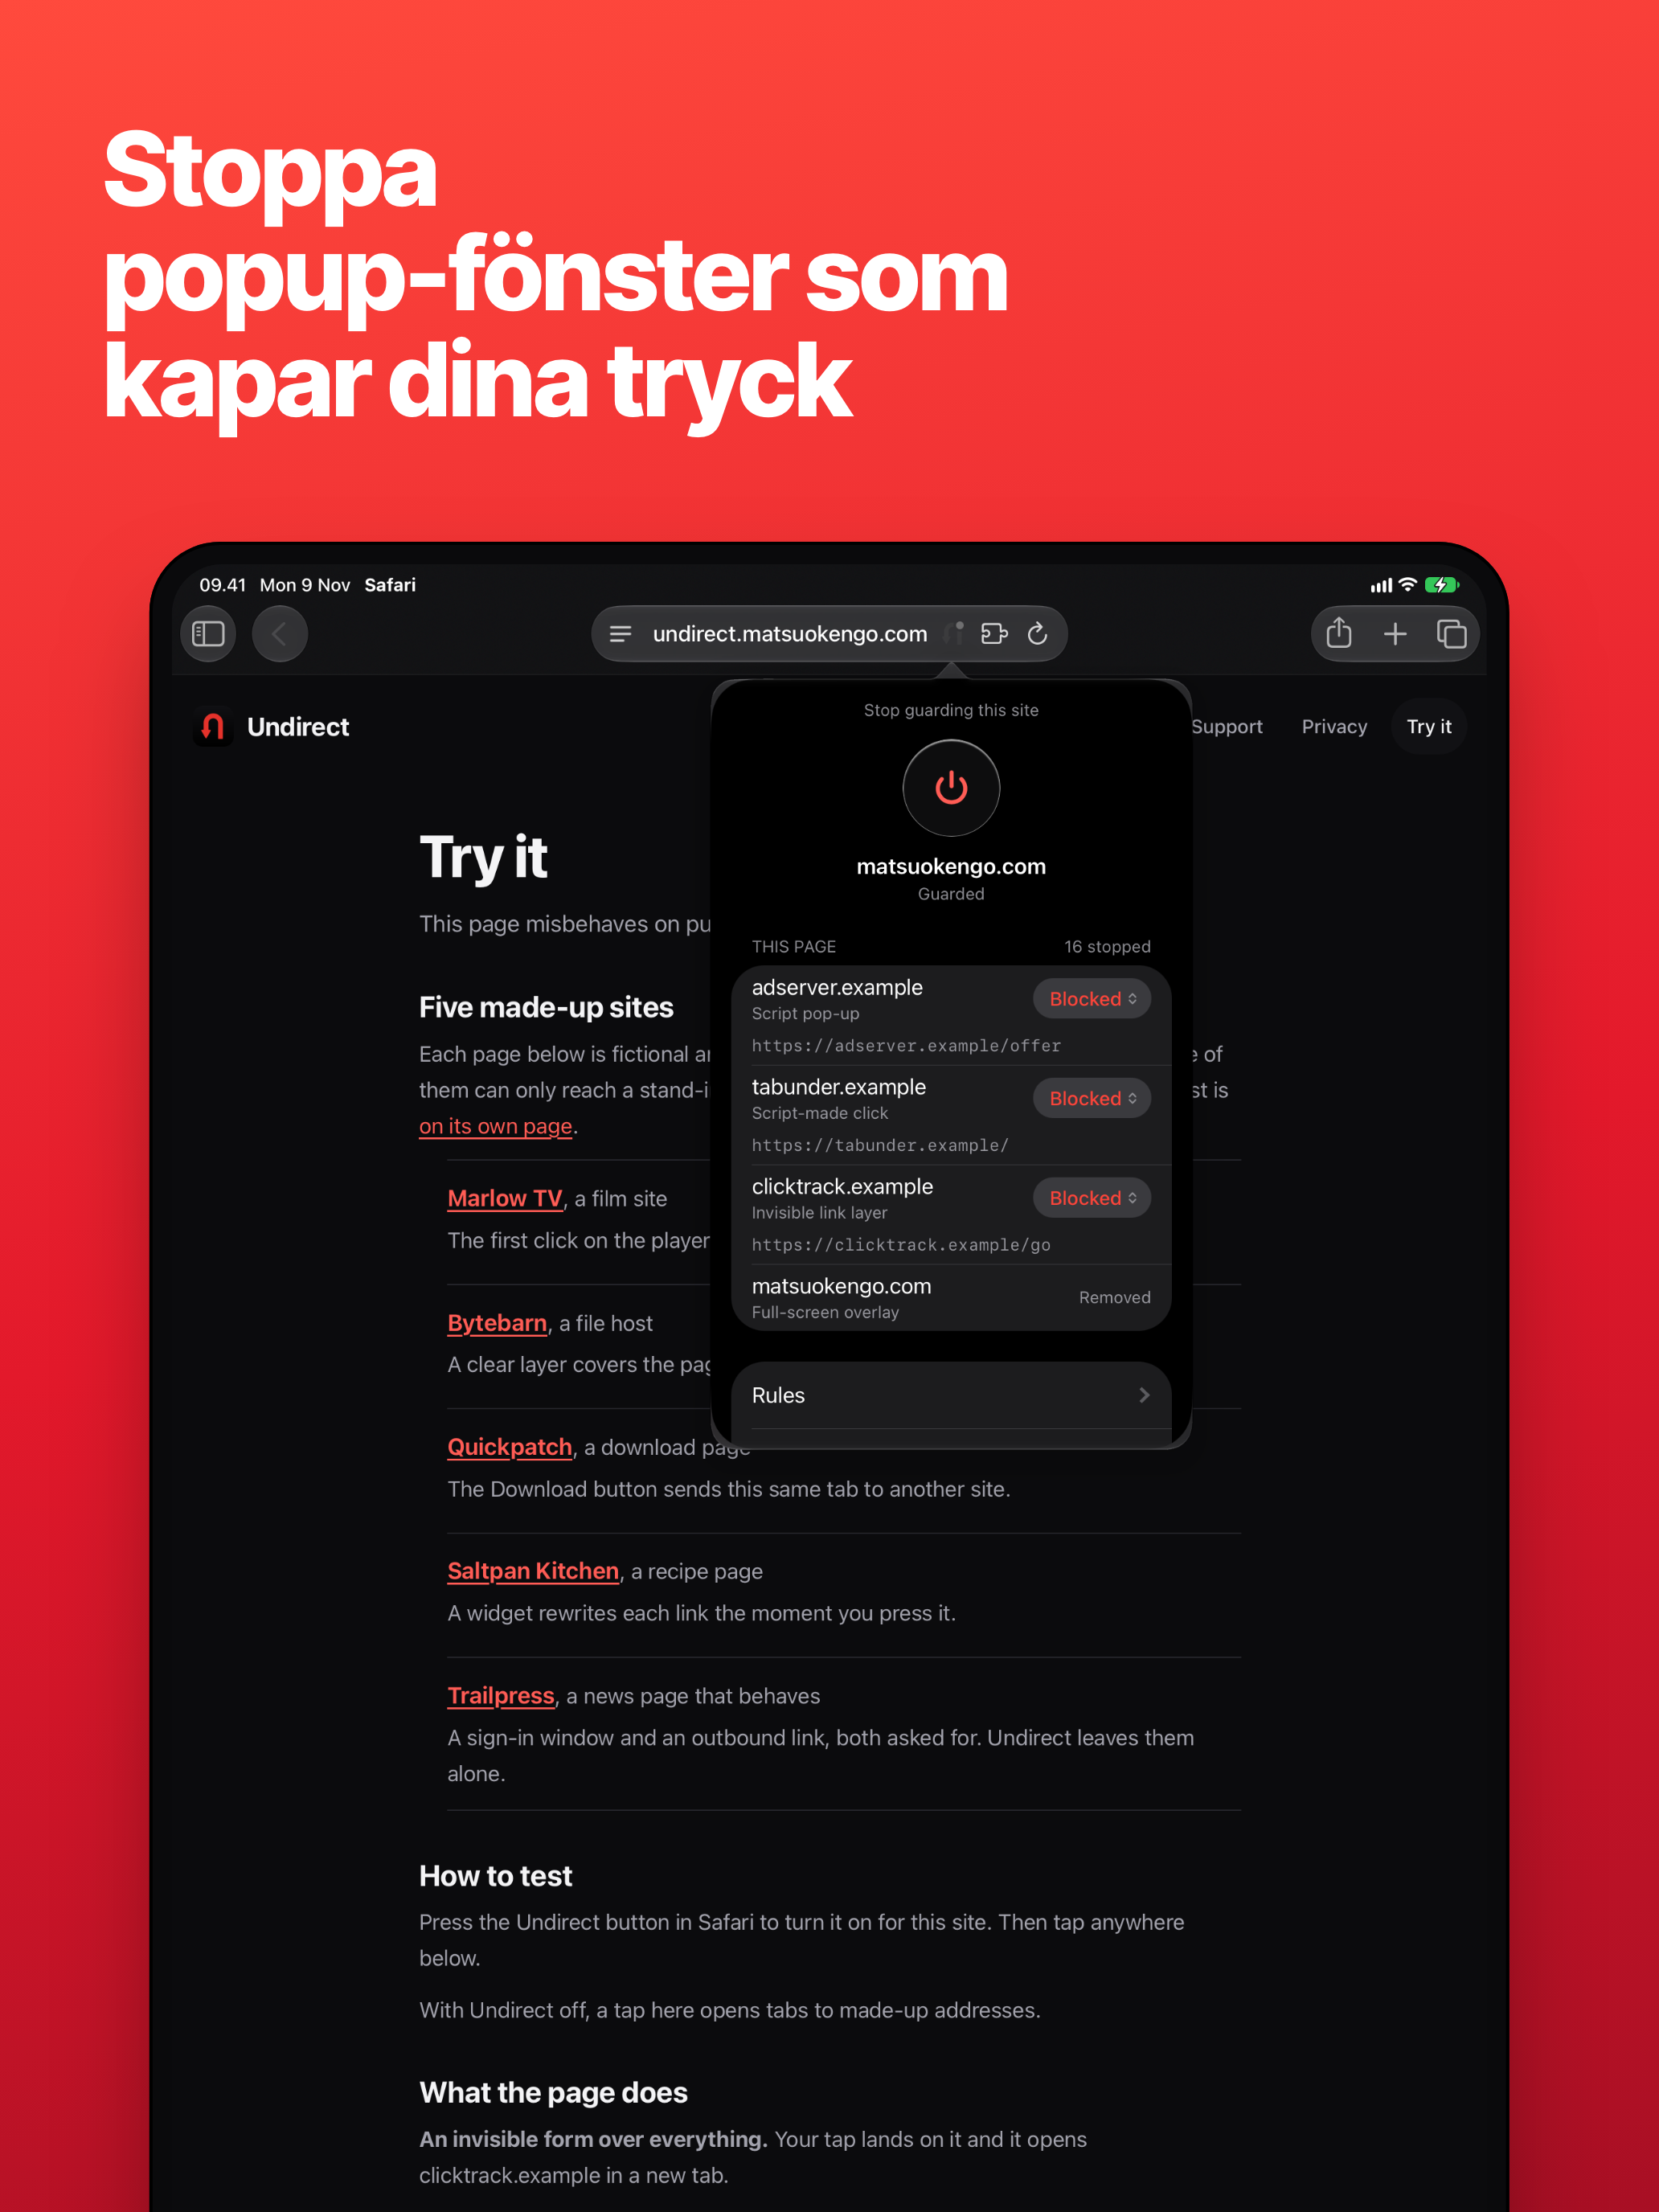 Stoppa
popup-fönster som
kapar dina tryck
09.41 Mon 9 Nov Safari
undirect.matsuokengo.com
Undirect
Support Privacy Try it
Stop guarding this site
matsuokengo.com
Guarded
THIS PAGE 16 stopped
adserver.example
Script pop-up
Blocked
https://adserver.example/offer
tabunder.example
Script-made click
Blocked
https://tabunder.example/
clicktrack.example
Invisible link layer
Blocked
https://clicktrack.example/go
matsuokengo.com
Full-screen overlay
Removed
Rules
Try it
This page misbehaves on
Five made-up sites
Each page below is fictional of
them can only reach a is
on its own page.
Marlow TV, a film site
The first click on the player
Bytebarn, a file host
A clear layer covers the
Quickpatch, a download page
The Download button sends this same tab to another site.
Saltpan Kitchen, a recipe page
A widget rewrites each link the moment you press it.
Trailpress, a news page that behaves
A sign-in window and an outbound link, both asked for. Undirect leaves them
alone.
How to test
Press the Undirect button in Safari to turn it on for this site. Then tap anywhere
below.
With Undirect off, a tap here opens tabs to made-up addresses.
What the page does
An invisible form over everything. Your tap lands on it and it opens
clicktrack.example in a new tab.